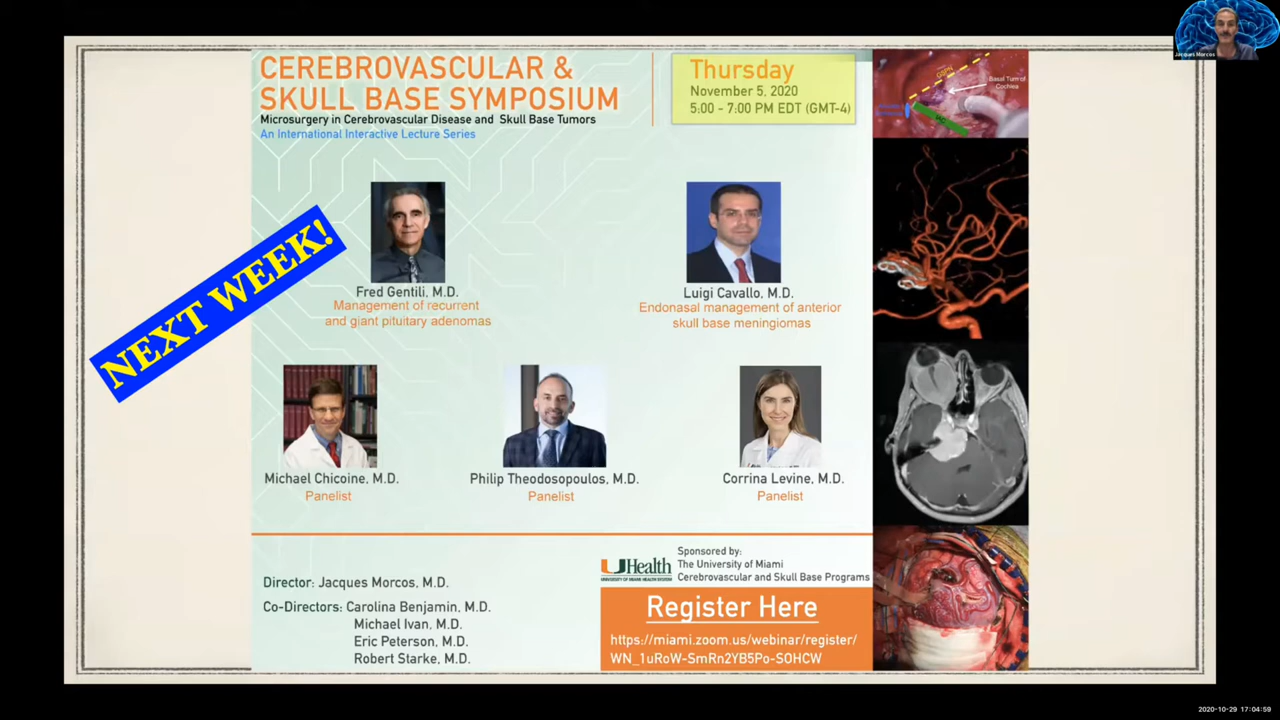 Jacques Morcos
CEREBROVASCULAR &
SKULL BASE SYMPOSIUM
Microsurgery in Cerebrovascular Disease and Skull Base Tumors
An International Interactive Lecture Series
Thursday
November 5, 2020
5:00 - 7:00 PM EDT (GMT-4)
GSPN
Basal Turn of
Cochlea
IAC
NEXT WEEK!
Fred Gentili, M.D.
Management of recurrent
and giant pituitary adenomas
Luigi Cavallo, M.D.
Endonasal management of anterior
skull base meningiomas
Michael Chicoine, M.D.
Panelist
Philip Theodosopoulos, M.D.
Panelist
Corrina Levine, M.D.
Panelist
Director: Jacques Morcos, M.D.
Co-Directors: Carolina Benjamin, M.D.
Michael Ivan, M.D.
Eric Peterson, M.D.
Robert Starke, M.D.
UHealth
UNIVERSITY OF MIAMI HEALTH SYSTEM
Sponsored by:
The University of Miami
Cerebrovascular and Skull Base Programs
Register Here
https://miami.zoom.us/webinar/register/
WN_1uRoW-SmRn2YB5Po-SOHCW
2020-10-29 17:04:59